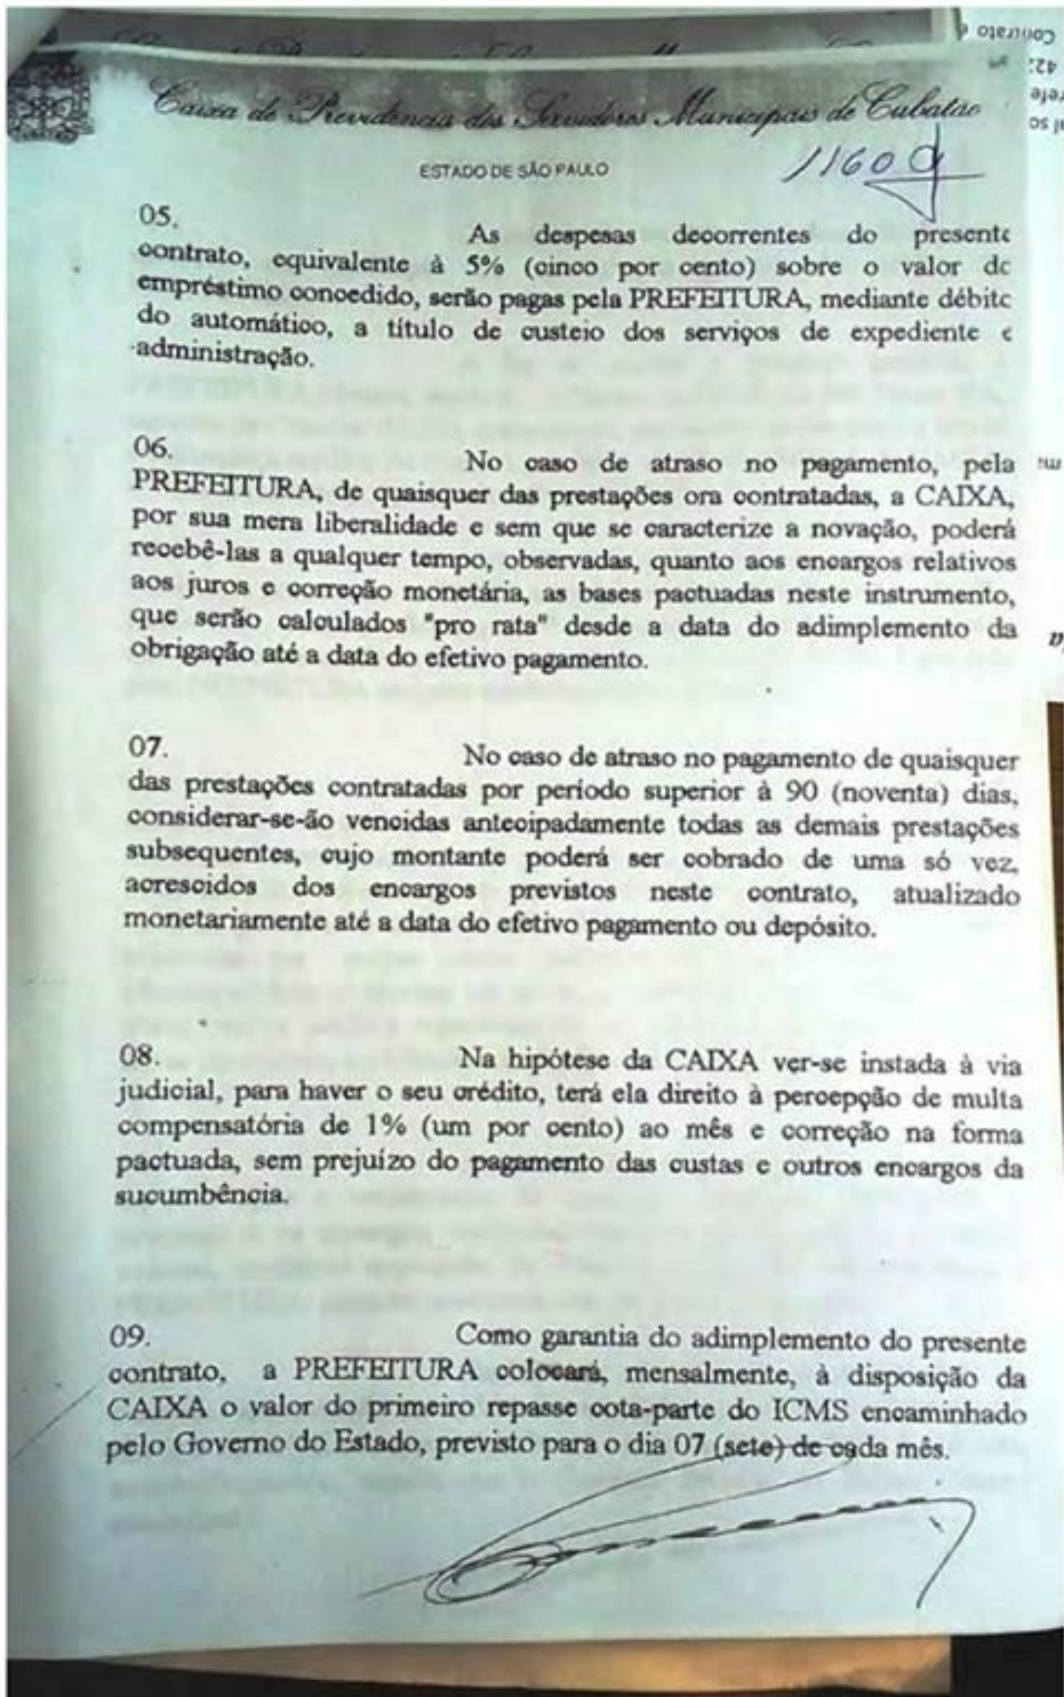 Contrato
Caixa de Previdência dos Servidores Municipais de Cubatão
ESTADO DE SÃO PAULO
1160
05.
As despesas decorrentes do presente
contrato, equivalente à 5% (cinco por cento) sobre o valor do
empréstimo concedido, serão pagas pela PREFEITURA, mediante débito
do automático, a título de custeio dos serviços de expediente e
administração.
06.
No caso de atraso no pagamento, pela
PREFEITURA, de quaisquer das prestações ora contratadas, a CAIXA,
por sua mera liberalidade e sem que se caracterize a novação, poderá
recebê-las a qualquer tempo, observadas, quanto aos encargos relativos
aos juros e correção monetária, as bases pactuadas neste instrumento,
que serão calculados "pro rata" desde a data do adimplemento da
obrigação até a data do efetivo pagamento.
07.
No caso de atraso no pagamento de quaisquer
das prestações contratadas por período superior à 90 (noventa) dias,
considerar-se-ão vencidas antecipadamente todas as demais prestações
subsequentes, cujo montante poderá ser cobrado de uma só vez,
acrescidos dos encargos previstos neste contrato, atualizado
monetariamente até a data do efetivo pagamento ou depósito.
08.
Na hipótese da CAIXA ver-se instada à via
judicial, para haver o seu crédito, terá ela direito à percepção de multa
compensatória de 1% (um por cento) ao mês e correção na forma
pactuada, sem prejuízo do pagamento das custas e outros encargos da
sucumbência.
09.
Como garantia do adimplemento do presente
contrato, a PREFEITURA colocará, mensalmente, à disposição da
CAIXA o valor do primeiro repasse cota-parte do ICMS encaminhado
pelo Governo do Estado, previsto para o dia 07 (sete) de cada mês.